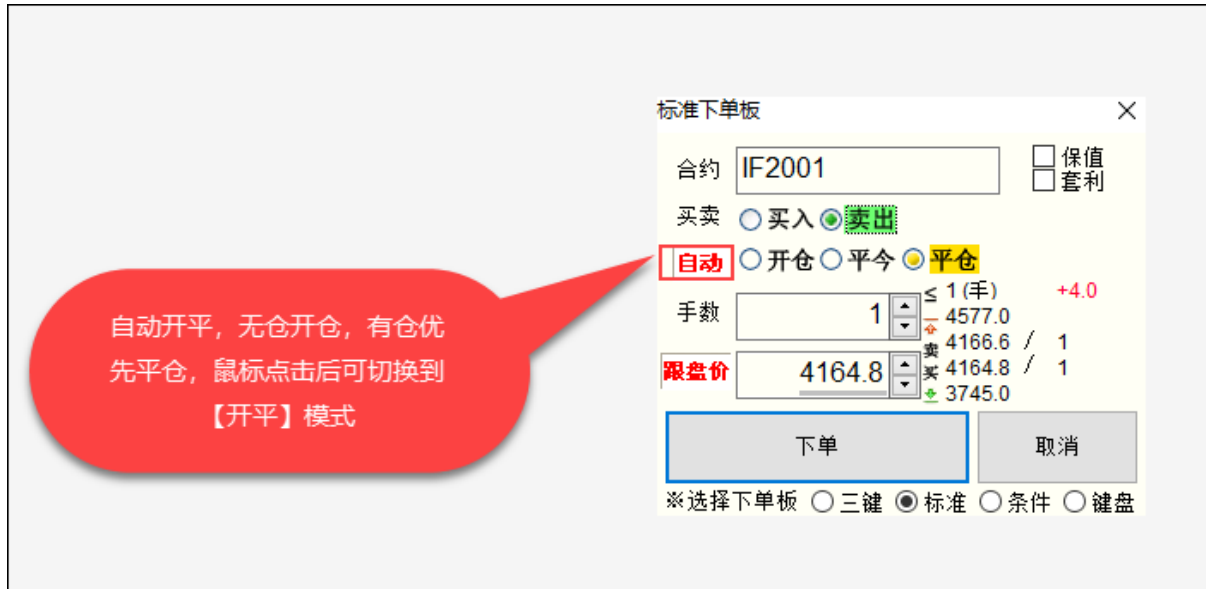 标准下单板
合约 IF2001 保值
套利
买卖 买入 卖出
自动 开仓 平今 平仓
手数 1 ≤ 1 (手) +4.0
4577.0
卖 4166.6 / 1
跟盘价 4164.8 买 4164.8 / 1
3745.0
下单 取消
※选择下单板 三键 标准 条件 键盘
自动开平，无仓开仓，有仓优
先平仓，鼠标点击后可切换到
【开平】模式